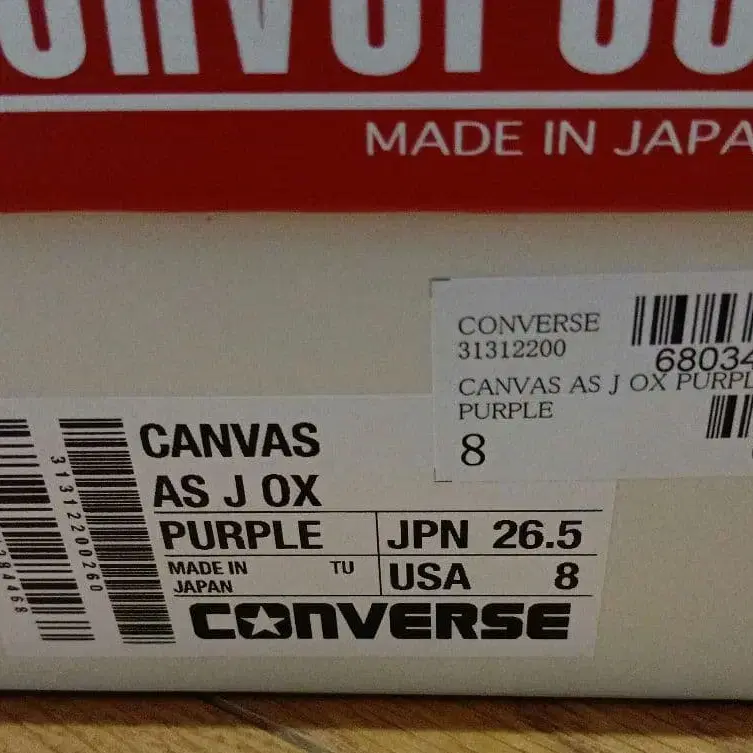 MADE IN JAPA
CONVERSE
31312200
68034
CANVAS AS J OX PURPL
PURPLE
8
CANVAS
AS J OX
PURPLE
JPN 26.5
MADE IN
JAPAN
TU
USA 8
CONVERSE
31312200260